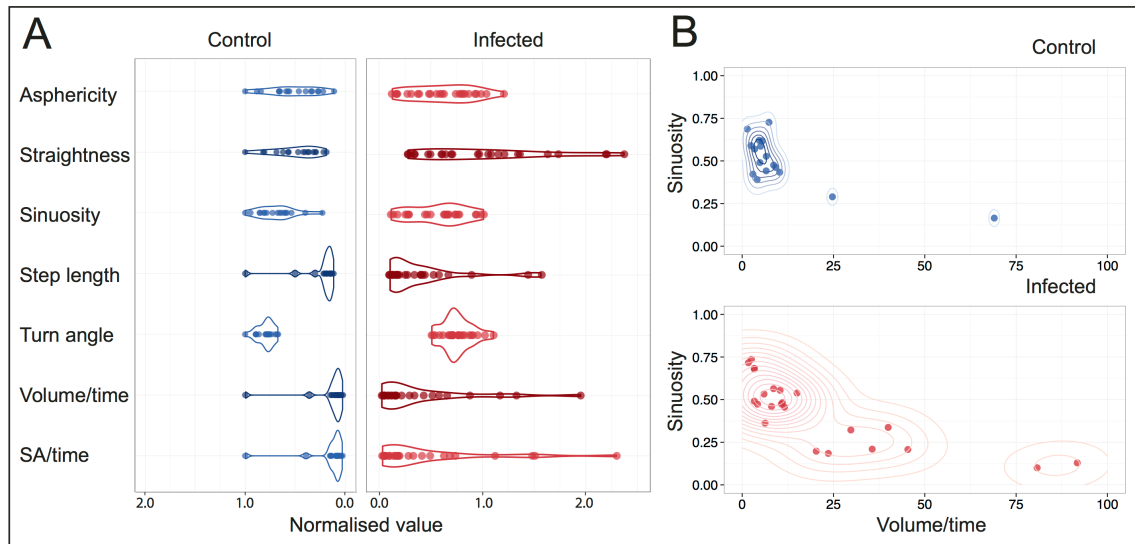 A
Control
Infected
Asphericity
Straightness
Sinuosity
Step length
Turn angle
Volume/time
SA/time
2.0
1.0
0.0
0.0
1.0
2.0
Normalised value
B
Control
1.00
0.75
0.50
0.25
0.00
Sinuosity
0
25
50
75
100
Infected
1.00
0.75
0.50
0.25
0.00
Sinuosity
0
25
50
75
100
Volume/time